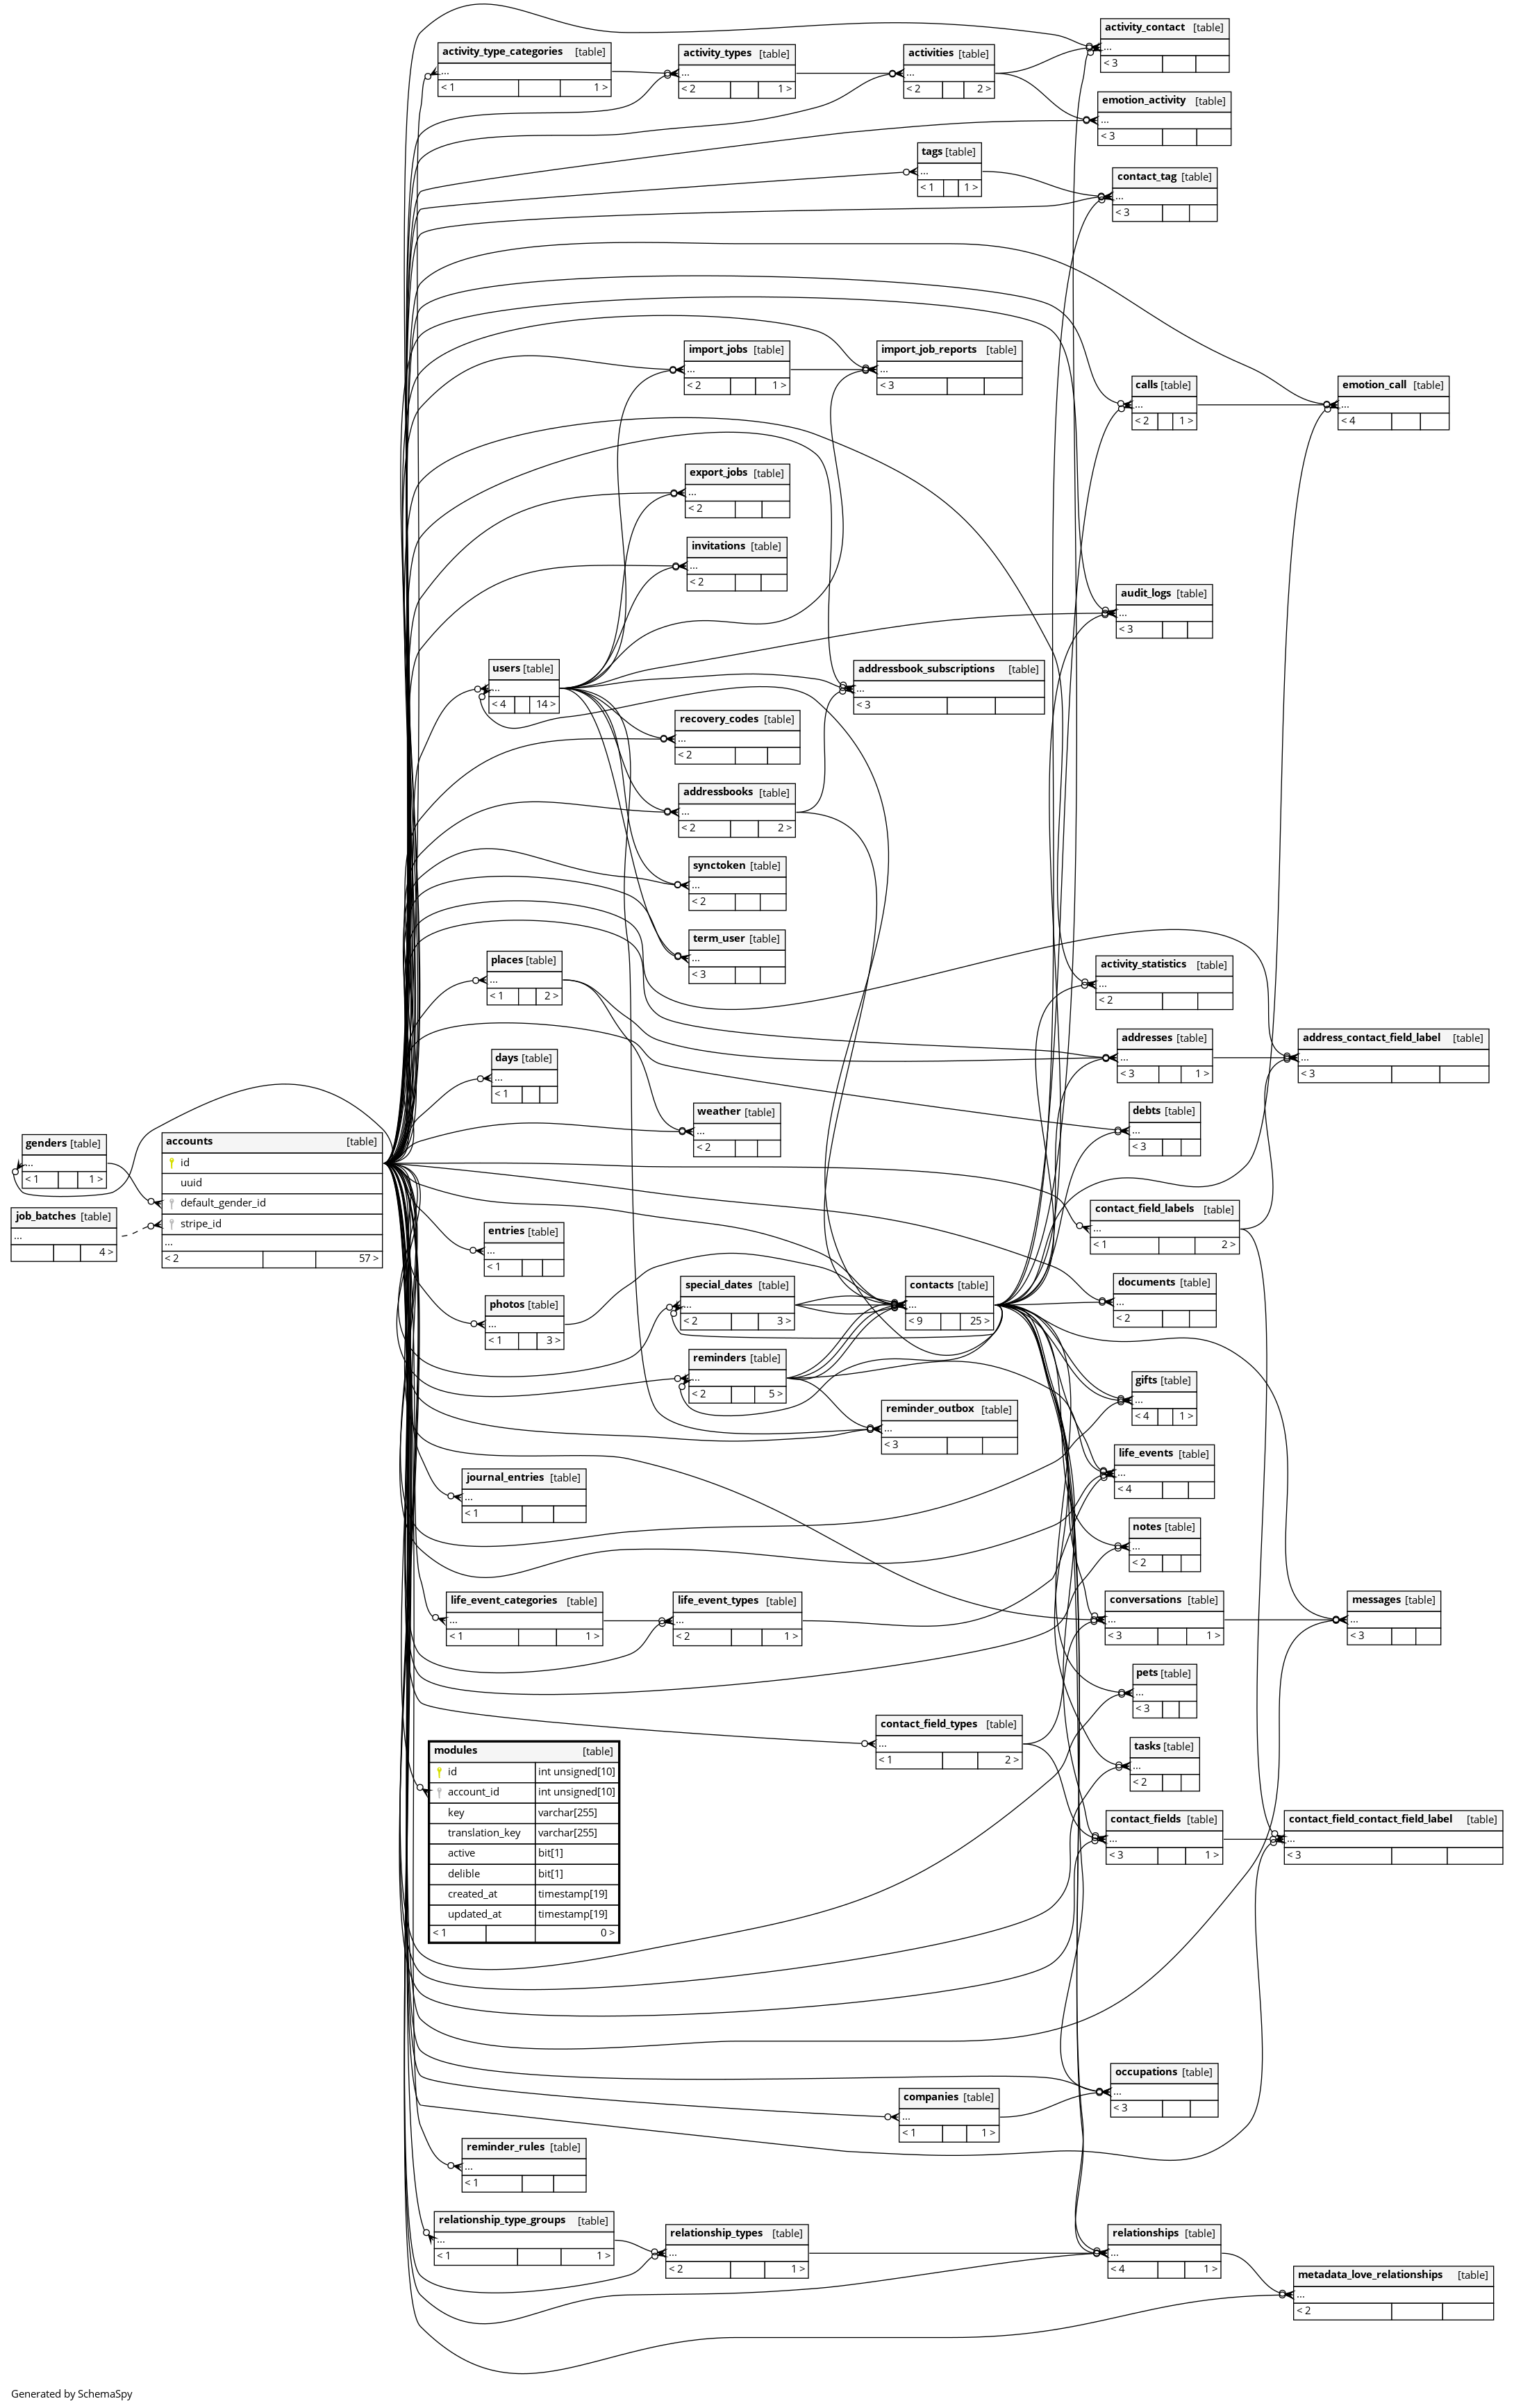 activity_contact [table]
...
< 3
activity_type_categories [table]
...
< 1 1 >
activity_types [table]
...
< 2 1 >
activities [table]
...
< 2 2 >
emotion_activity [table]
...
< 3
tags [table]
...
< 1 1 >
contact_tag [table]
...
< 3
import_jobs [table]
...
< 2 1 >
import_job_reports [table]
...
< 3
calls [table]
...
< 2 1 >
emotion_call [table]
...
< 4
export_jobs [table]
...
< 2
invitations [table]
...
< 2
audit_logs [table]
...
< 3
users [table]
...
< 4 14 >
addressbook_subscriptions [table]
...
< 3
recovery_codes [table]
...
< 2
addressbooks [table]
...
< 2 2 >
synctoken [table]
...
< 2
term_user [table]
...
< 3
places [table]
...
< 1 2 >
activity_statistics [table]
...
< 2
addresses [table]
...
< 3 1 >
address_contact_field_label [table]
...
< 3
days [table]
...
< 1
weather [table]
...
< 2
debts [table]
...
< 3
genders [table]
...
< 1 1 >
accounts [table]
id
uuid
default_gender_id
stripe_id
...
< 2 57 >
job_batches [table]
...
4 >
contact_field_labels [table]
...
< 1 2 >
entries [table]
...
< 1
special_dates [table]
...
< 2 3 >
contacts [table]
...
< 9 25 >
documents [table]
...
< 2
photos [table]
...
< 1 3 >
reminders [table]
...
< 2 5 >
gifts [table]
...
< 4 1 >
reminder_outbox [table]
...
< 3
life_events [table]
...
< 4
journal_entries [table]
...
< 1
notes [table]
...
< 2
life_event_categories [table]
...
< 1 1 >
life_event_types [table]
...
< 2 1 >
conversations [table]
...
< 3 1 >
messages [table]
...
< 3
pets [table]
...
< 3
contact_field_types [table]
...
< 1 2 >
tasks [table]
...
< 2
modules [table]
id int unsigned[10]
account_id int unsigned[10]
key varchar[255]
translation_key varchar[255]
active bit[1]
delible bit[1]
created_at timestamp[19]
updated_at timestamp[19]
< 1 0 >
contact_fields [table]
...
< 3 1 >
contact_field_contact_field_label [table]
...
< 3
occupations [table]
...
< 3
companies [table]
...
< 1 1 >
reminder_rules [table]
...
< 1
relationship_type_groups [table]
...
< 1 1 >
relationship_types [table]
...
< 2 1 >
relationships [table]
...
< 4 1 >
metadata_love_relationships [table]
...
< 2
Generated by SchemaSpy